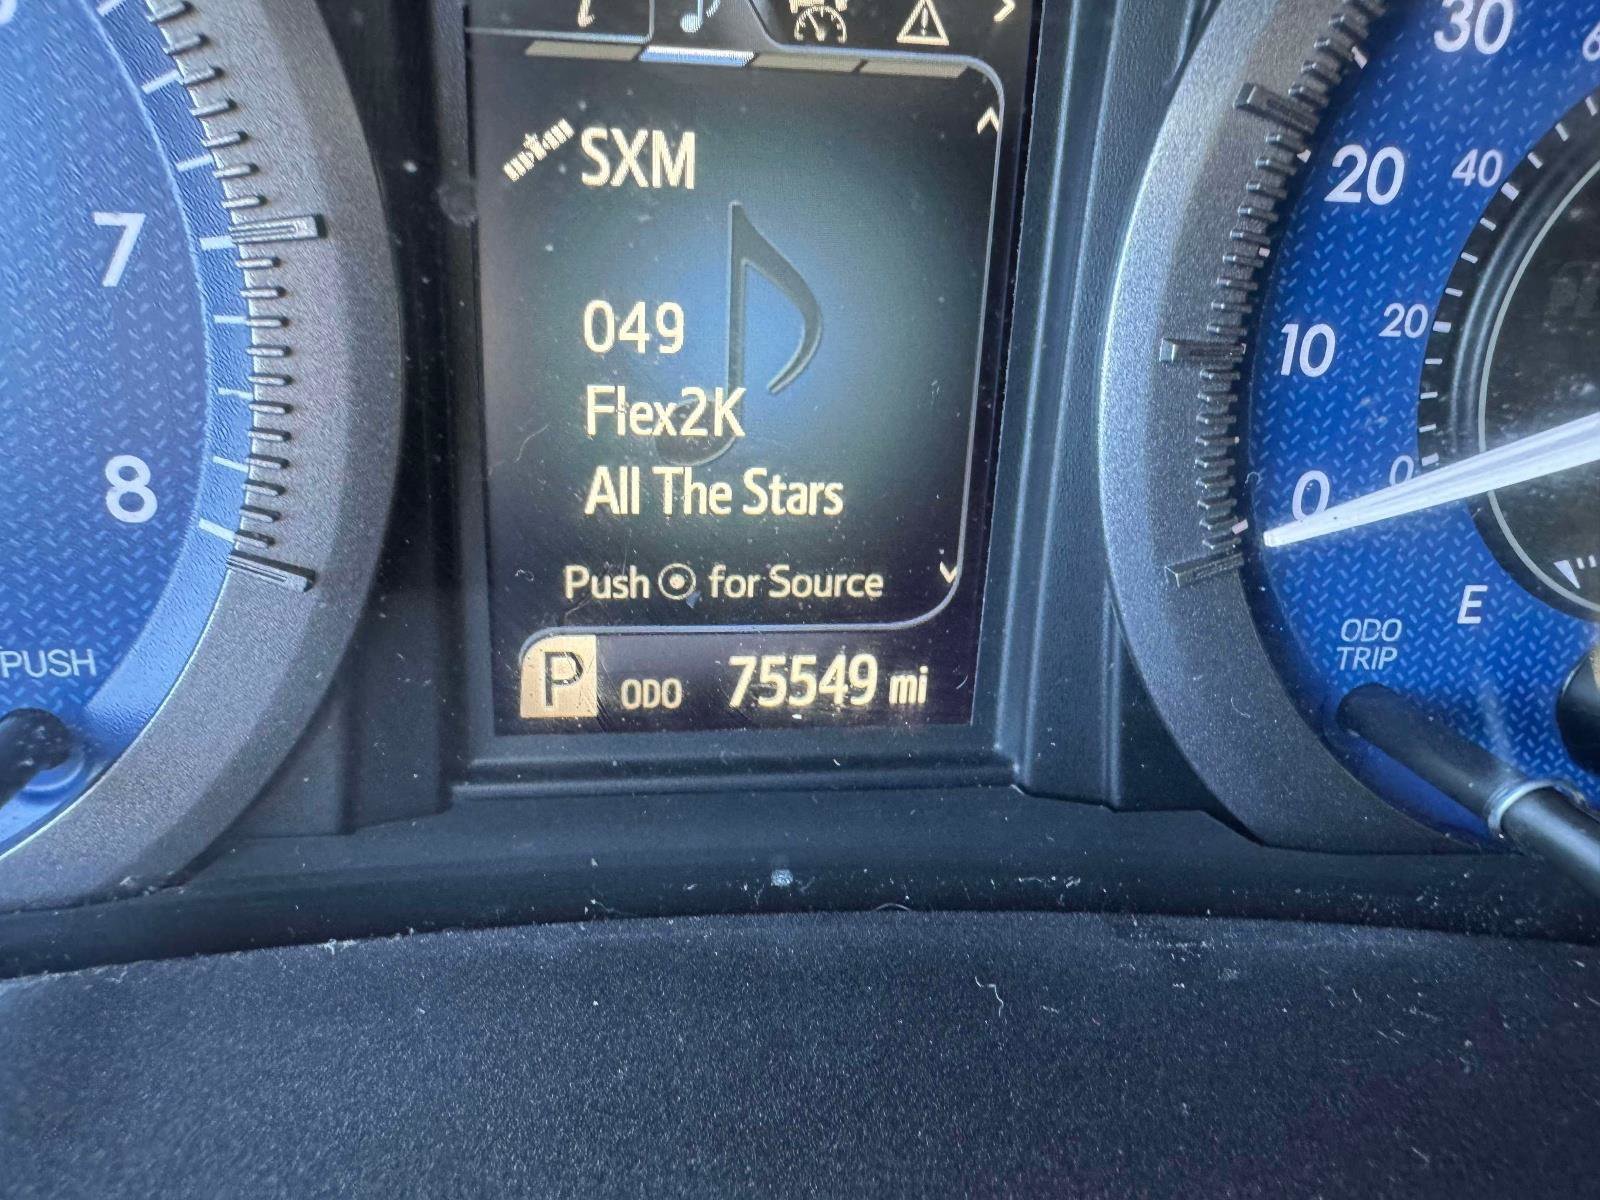 SXM
049
Flex2K
All The Stars
Push for Source
P ODO 75549 mi
7
8
PUSH
30
20
10
0
40
20
0
E
ODO
TRIP